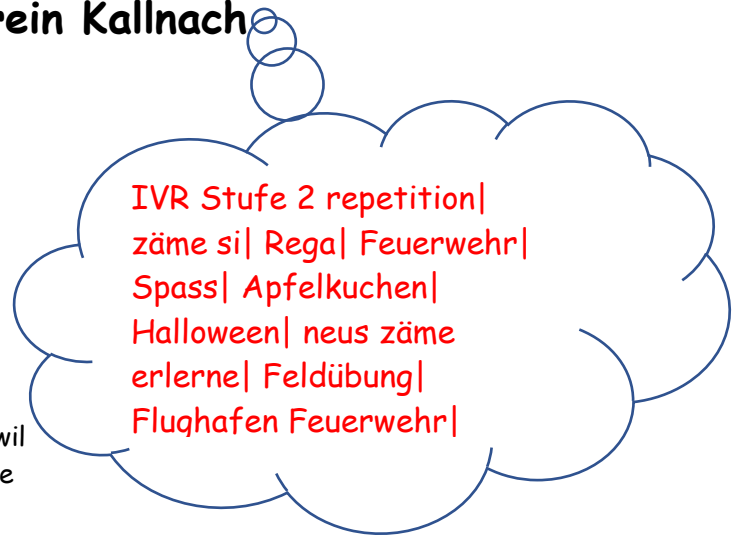 rein Kallnach
IVR Stufe 2 repetition|
zäme si| Rega| Feuerwehr|
Spass| Apfelkuchen|
Halloween| neus zäme
erlerne| Feldübung|
Flughafen Feuerwehr|
wil
e